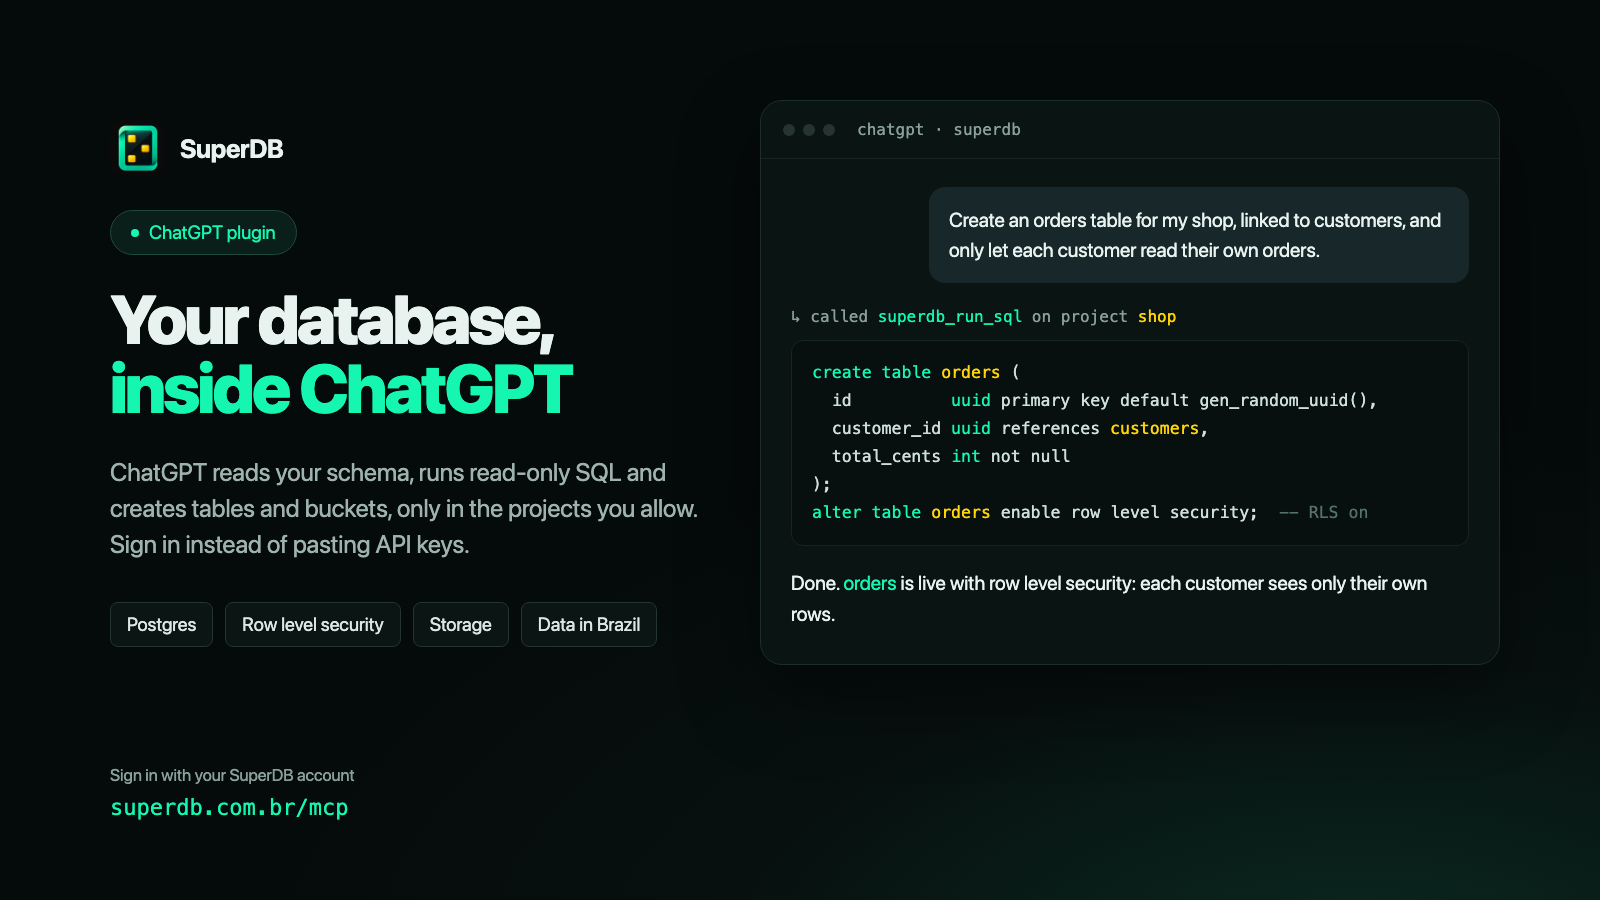 SuperDB
ChatGPT plugin
Your database,
inside ChatGPT
ChatGPT reads your schema, runs read-only SQL and
creates tables and buckets, only in the projects you allow.
Sign in instead of pasting API keys.
Postgres
Row level security
Storage
Data in Brazil
Sign in with your SuperDB account
superdb.com.br/mcp
chatgpt · superdb
Create an orders table for my shop, linked to customers, and
only let each customer read their own orders.
↳ called superdb_run_sql on project shop
create table orders (
  id          uuid primary key default gen_random_uuid(),
  customer_id uuid references customers,
  total_cents int not null
);
alter table orders enable row level security;  -- RLS on
Done. orders is live with row level security: each customer sees only their own
rows.